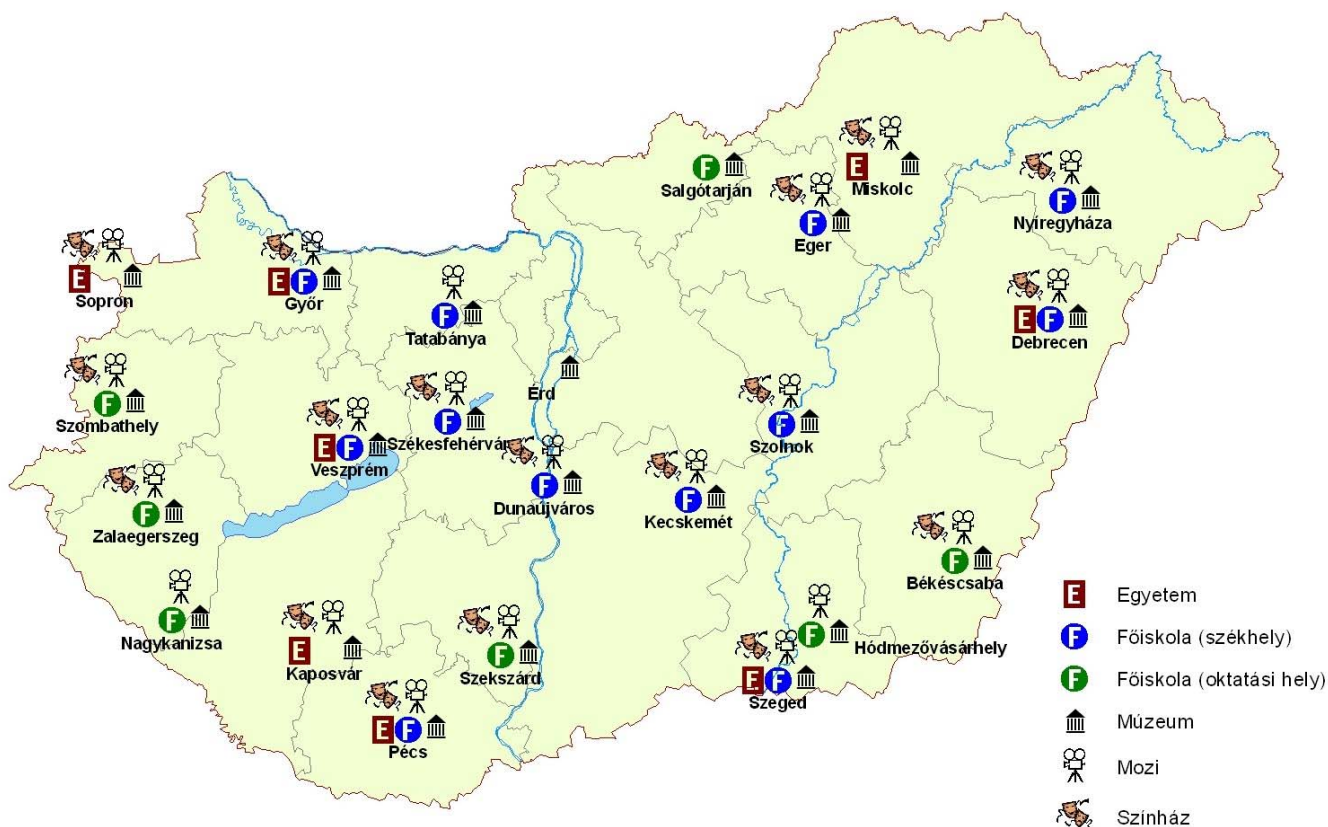 E
Miskolc
F
Salgótarján
F
Nyíregyháza
F
Eger
E
Sopron
E F
Győr
F
Tatabánya
E F
Debrecen
Érd
F
Szombathely
F
Székesfehérvár
E F
Veszprém
F
Szolnok
F
Dunaújváros
F
Kecskemét
F
Zalaegerszeg
F
Békéscsaba
F
Nagykanizsa
E
Kaposvár
F
Szekszárd
F
Hódmezővásárhely
E F
Szeged
E F
Pécs
E Egyetem
F Főiskola (székhely)
F Főiskola (oktatási hely)
Múzeum
Mozi
Színház